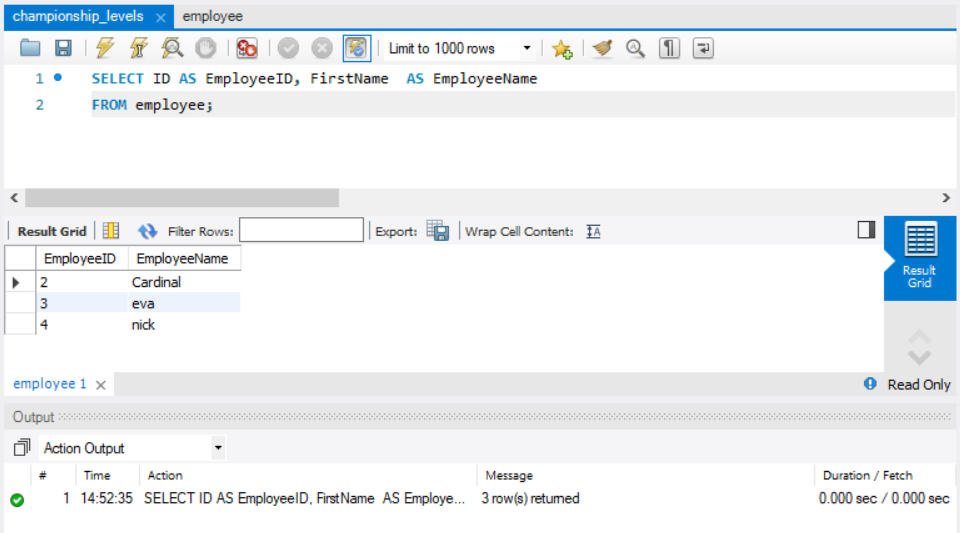 championship_levels × employee
Limit to 1000 rows
1 SELECT ID AS EmployeeID, FirstName  AS EmployeeName
2 FROM employee;
Result Grid Filter Rows: Export: Wrap Cell Content: IA
EmployeeID EmployeeName
2 Cardinal
3 eva
4 nick
Result
Grid
employee 1 × Read Only
Output
Action Output
# Time Action Message Duration / Fetch
1 14:52:35 SELECT ID AS EmployeeID, FirstName  AS Employe... 3 row(s) returned 0.000 sec / 0.000 sec